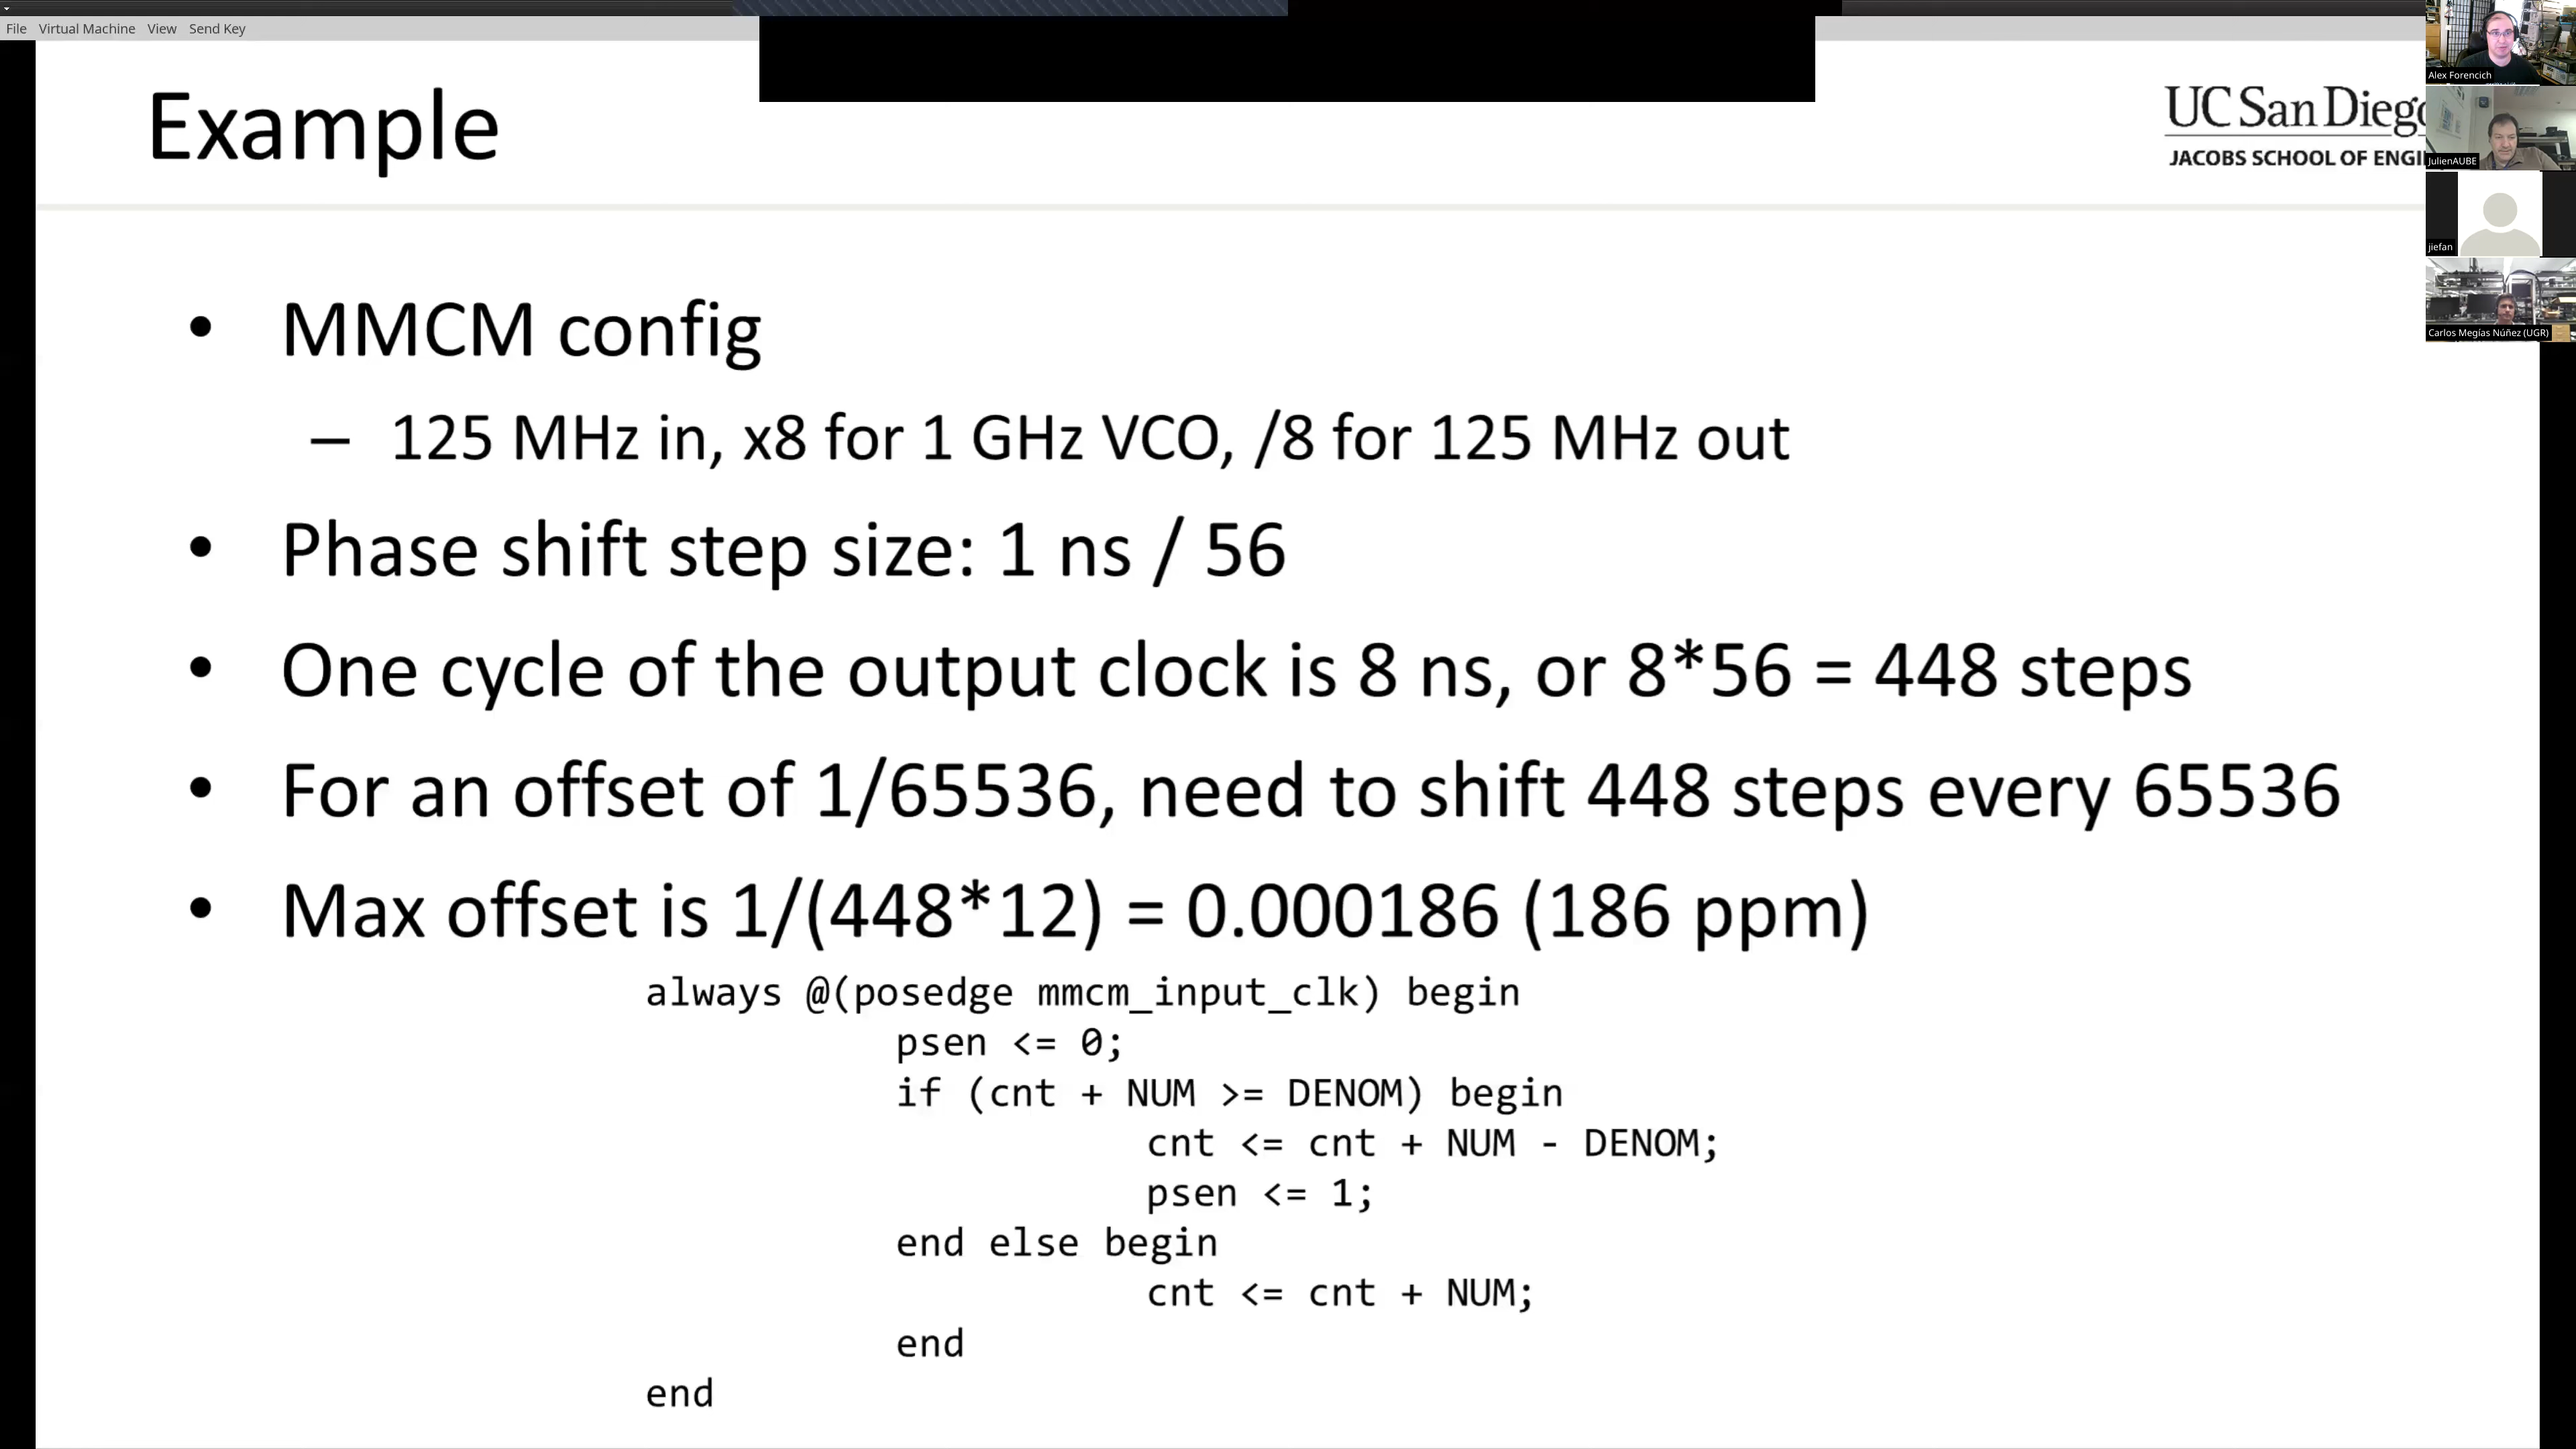 File Virtual Machine View Send Key
Example
UC San Dieg
JACOBS SCHOOL OF ENGI
Alex Forencich
JulienAUBE
jiefan
Carlos Megías Núñez (UGR)
• MMCM config
– 125 MHz in, x8 for 1 GHz VCO, /8 for 125 MHz out
• Phase shift step size: 1 ns / 56
• One cycle of the output clock is 8 ns, or 8*56 = 448 steps
• For an offset of 1/65536, need to shift 448 steps every 65536
• Max offset is 1/(448*12) = 0.000186 (186 ppm)
always @(posedge mmcm_input_clk) begin
psen <= 0;
if (cnt + NUM >= DENOM) begin
cnt <= cnt + NUM - DENOM;
psen <= 1;
end else begin
cnt <= cnt + NUM;
end
end